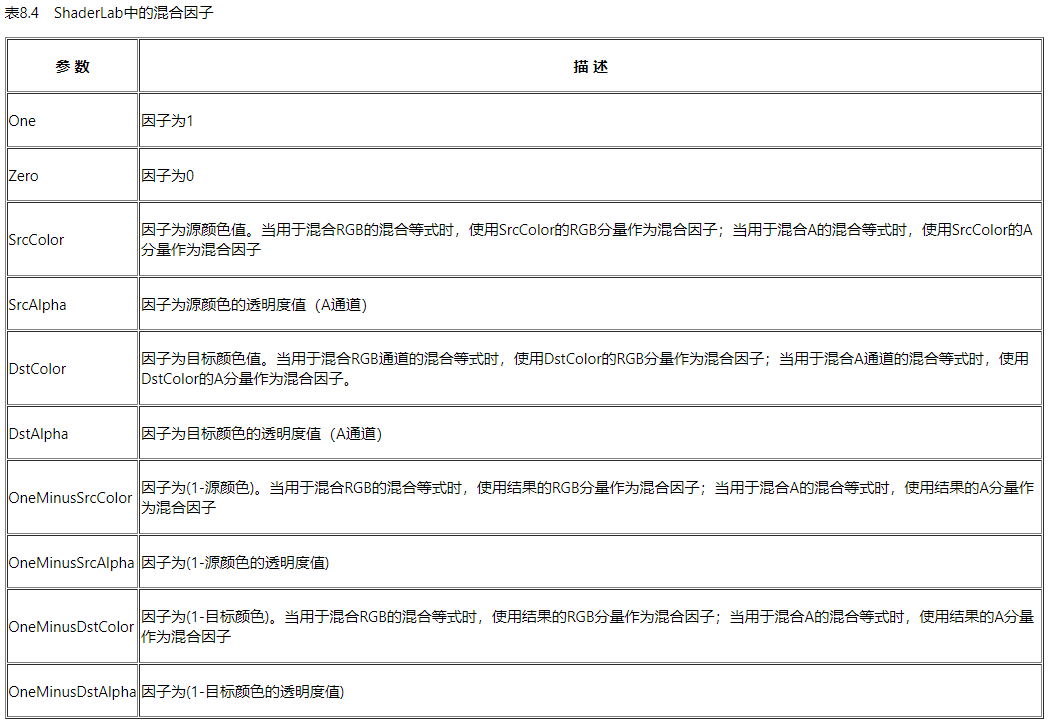 表8.4 ShaderLab中的混合因子
参 数
描 述
One
因子为1
Zero
因子为0
SrcColor
因子为源颜色值。当用于混合RGB的混合等式时，使用SrcColor的RGB分量作为混合因子；当用于混合A的混合等式时，使用SrcColor的A
分量作为混合因子
SrcAlpha
因子为源颜色的透明度值（A通道）
DstColor
因子为目标颜色值。当用于混合RGB通道的混合等式时，使用DstColor的RGB分量作为混合因子；当用于混合A通道的混合等式时，使用
DstColor的A分量作为混合因子。
DstAlpha
因子为目标颜色的透明度值（A通道）
OneMinusSrcColor
因子为(1-源颜色)。当用于混合RGB的混合等式时，使用结果的RGB分量作为混合因子；当用于混合A的混合等式时，使用结果的A分量作
为混合因子
OneMinusSrcAlpha
因子为(1-源颜色的透明度值)
OneMinusDstColor
因子为(1-目标颜色)。当用于混合RGB的混合等式时，使用结果的RGB分量作为混合因子；当用于混合A的混合等式时，使用结果的A分量
作为混合因子
OneMinusDstAlpha
因子为(1-目标颜色的透明度值)